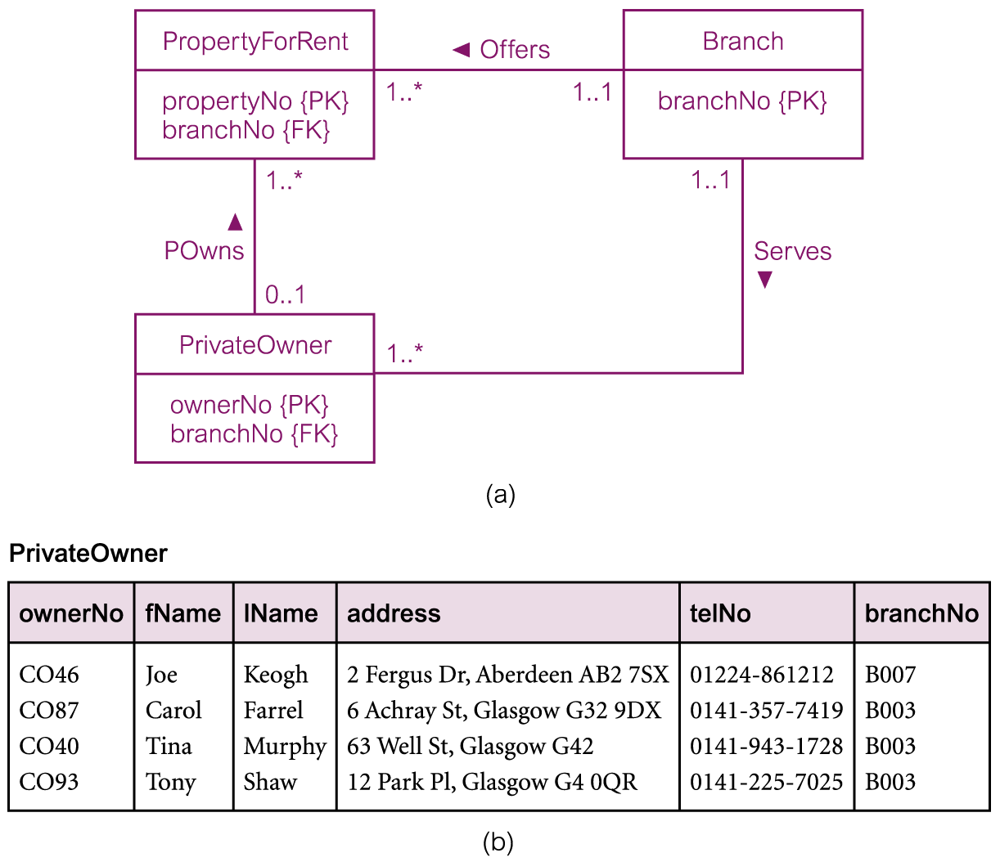 PropertyForRent
◄ Offers
Branch
propertyNo {PK}
branchNo {FK}
1..*
1..1
branchNo {PK}
1..*
1..1
▲
POwns
Serves
▼
0..1
PrivateOwner
1..*
ownerNo {PK}
branchNo {FK}
(a)
PrivateOwner
ownerNo fName lName address telNo branchNo
CO46 Joe Keogh 2 Fergus Dr, Aberdeen AB2 7SX 01224-861212 B007
CO87 Carol Farrel 6 Achray St, Glasgow G32 9DX 0141-357-7419 B003
CO40 Tina Murphy 63 Well St, Glasgow G42 0141-943-1728 B003
CO93 Tony Shaw 12 Park Pl, Glasgow G4 0QR 0141-225-7025 B003
(b)